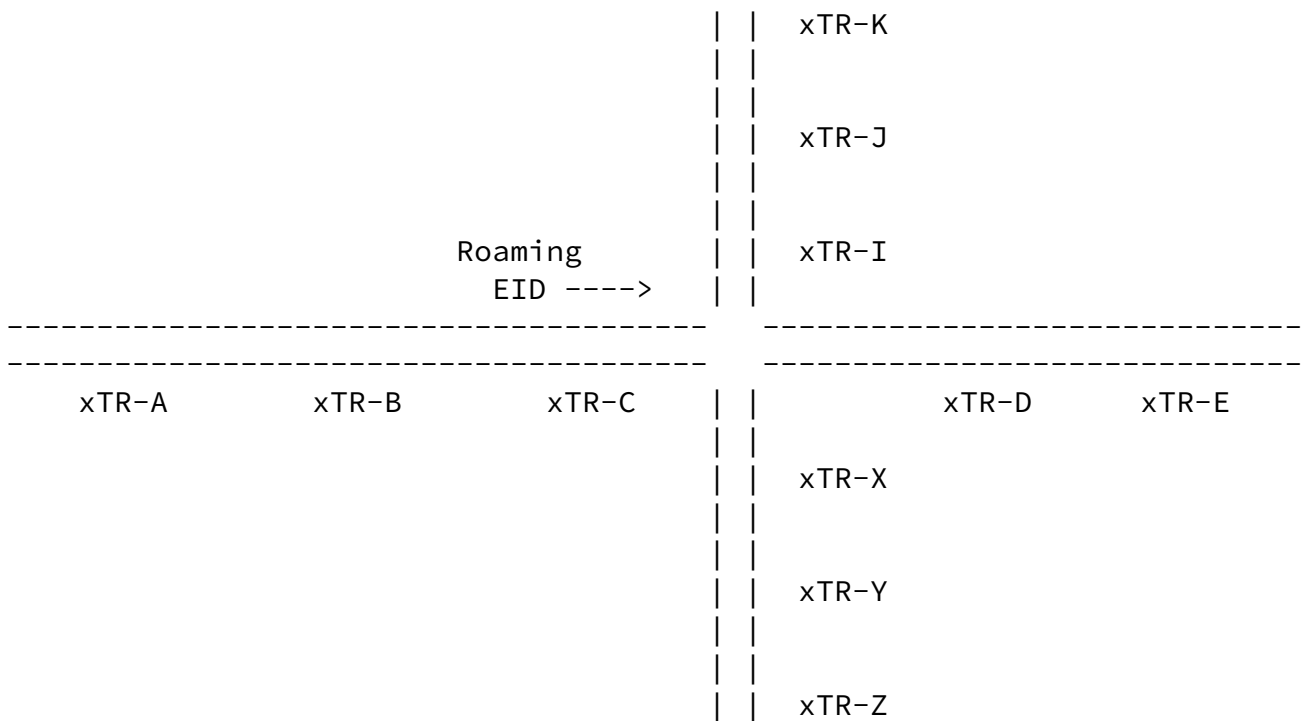 xTR-K
xTR-J
Roaming xTR-I
EID ---->
xTR-A xTR-B xTR-C xTR-D xTR-E
xTR-X
xTR-Y
xTR-Z